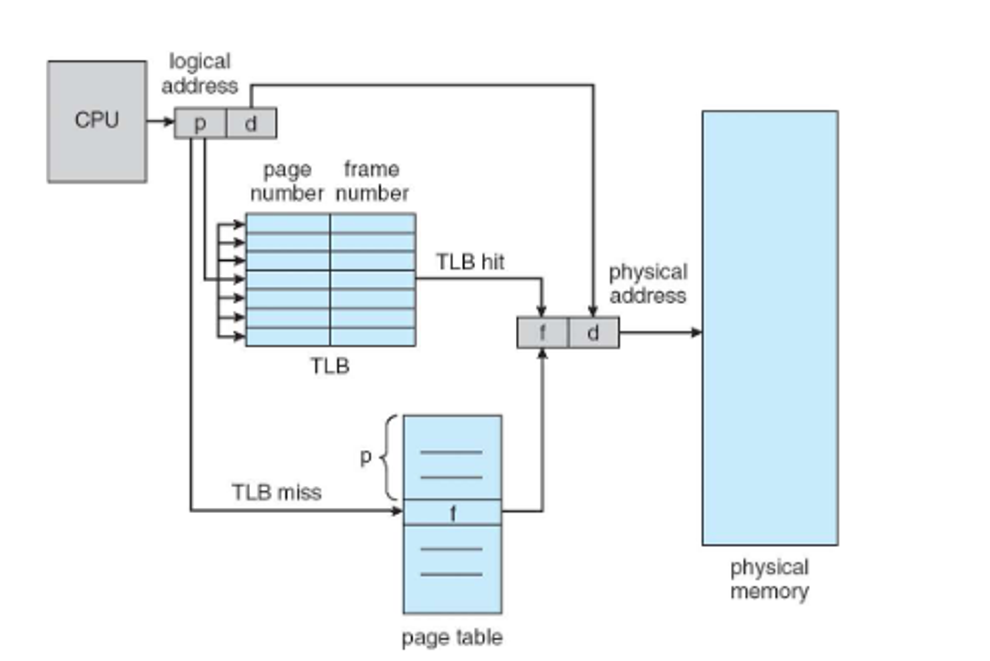 logical
address
CPU
p
d
page
number
frame
number
TLB hit
physical
address
f
d
TLB
p
TLB miss
f
physical
memory
page table